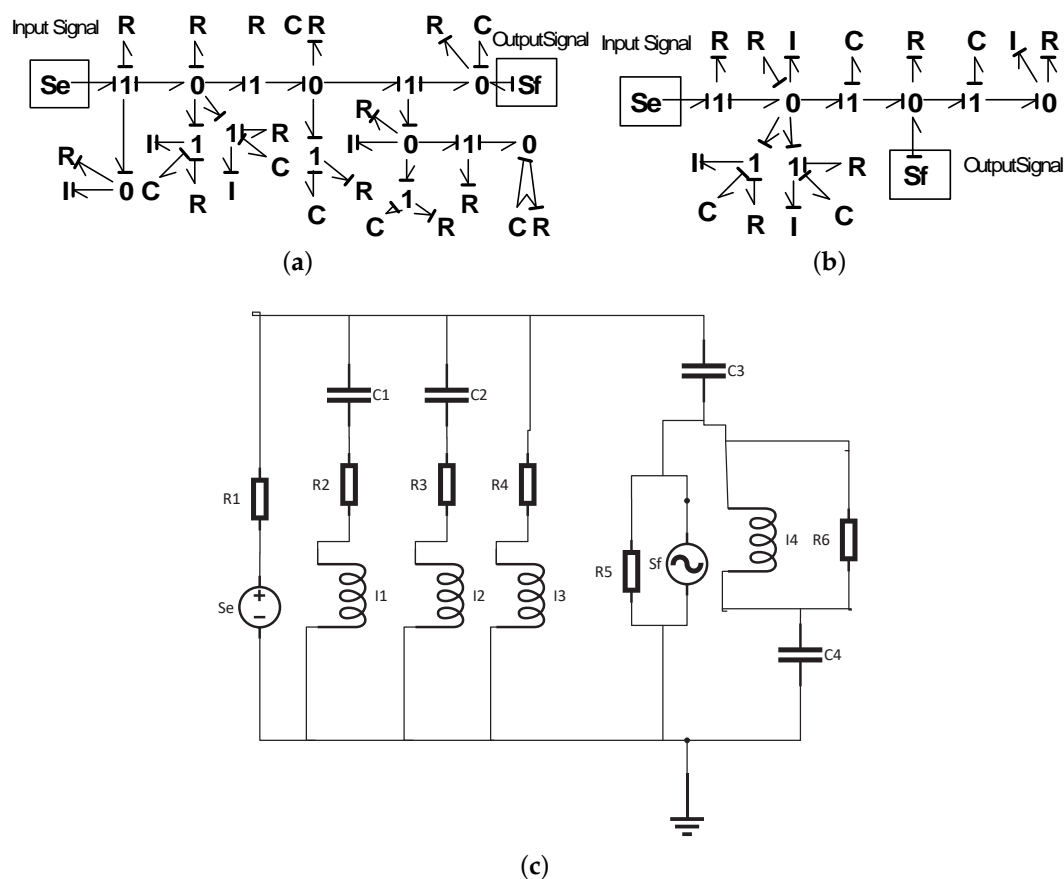 Input Signal R R R C R R C OutputSignal
Se 1 0 1 0 1 0 Sf
R I 0 C I 1 R 1 R C I 1 R C R I 0 1 0 C 1 R R C R
(a)
Input Signal R R I C R C I R
Se 1 0 1 0 1 0
1 1 R Sf OutputSignal
C R I C
(b)
C3
C1 C2
R1 R2 R3 R4 R5 Sf I4 R6
Se I1 I2 I3
C4
(c)